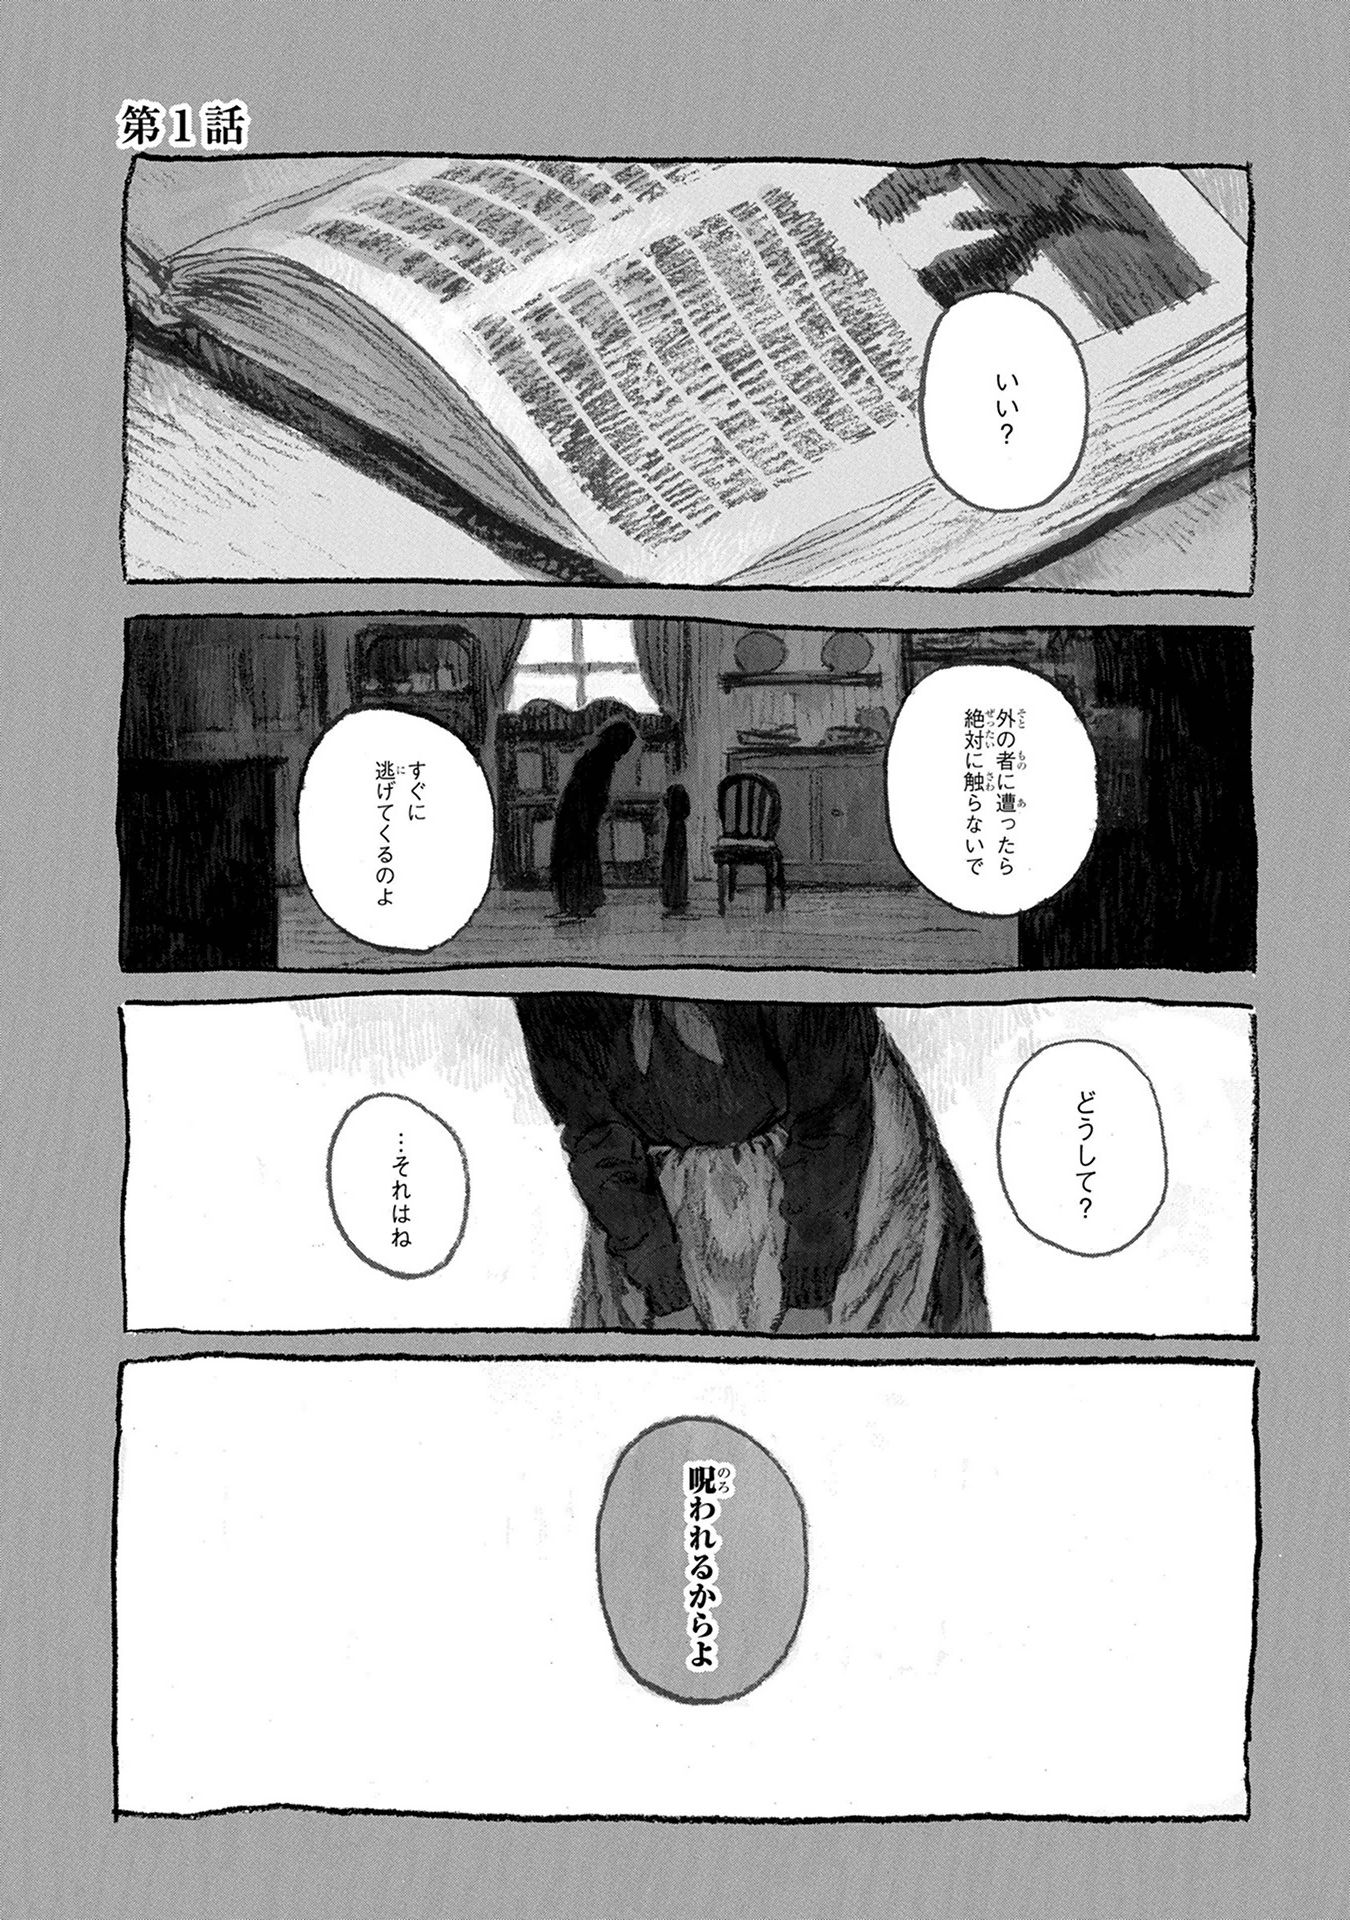 第1話
いい？
外の者に遭ったら
絶対に触らないで
すぐに
逃げてくるのよ
どうして？
…それはね
呪われるからよ